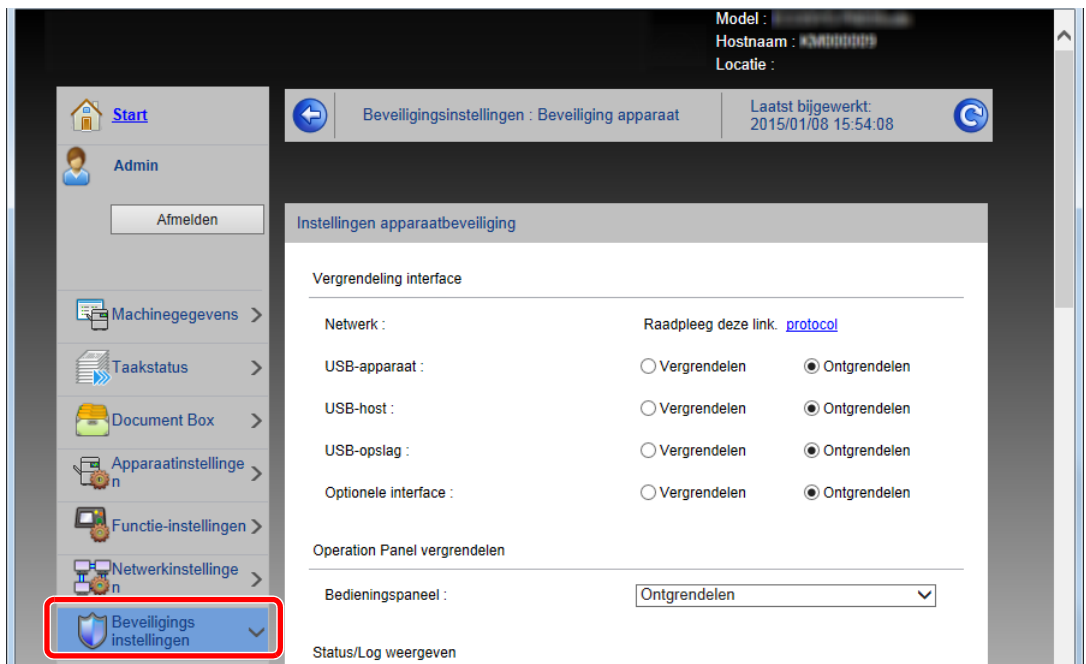 Model :
Hostnaam :
Locatie :
Start
Beveiligingsinstellingen : Beveiliging apparaat
Laatst bijgewerkt:
2015/01/08 15:54:08
Admin
Afmelden
Instellingen apparaatbeveiliging
Vergrendeling interface
Machinegegevens
Netwerk : Raadpleeg deze link. protocol
Taakstatus
USB-apparaat : Vergrendelen Ontgrendelen
Document Box
USB-host : Vergrendelen Ontgrendelen
Apparaatinstellinge
n
USB-opslag : Vergrendelen Ontgrendelen
Optionele interface : Vergrendelen Ontgrendelen
Functie-instellingen
Operation Panel vergrendelen
Netwerkinstellinge
n
Bedieningspaneel : Ontgrendelen
Beveiligings
instellingen
Status/Log weergeven